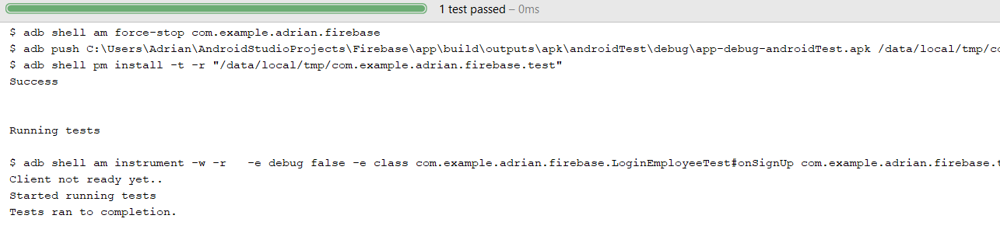 1 test passed – 0ms
$ adb shell am force-stop com.example.adrian.firebase
$ adb push C:\Users\Adrian\AndroidStudioProjects\Firebase\app\build\outputs\apk\androidTest\debug\app-debug-androidTest.apk /data/local/tmp/co
$ adb shell pm install -t -r "/data/local/tmp/com.example.adrian.firebase.test"
Success
Running tests
$ adb shell am instrument -w -r   -e debug false -e class com.example.adrian.firebase.LoginEmployeeTest#onSignUp com.example.adrian.firebase.t
Client not ready yet..
Started running tests
Tests ran to completion.